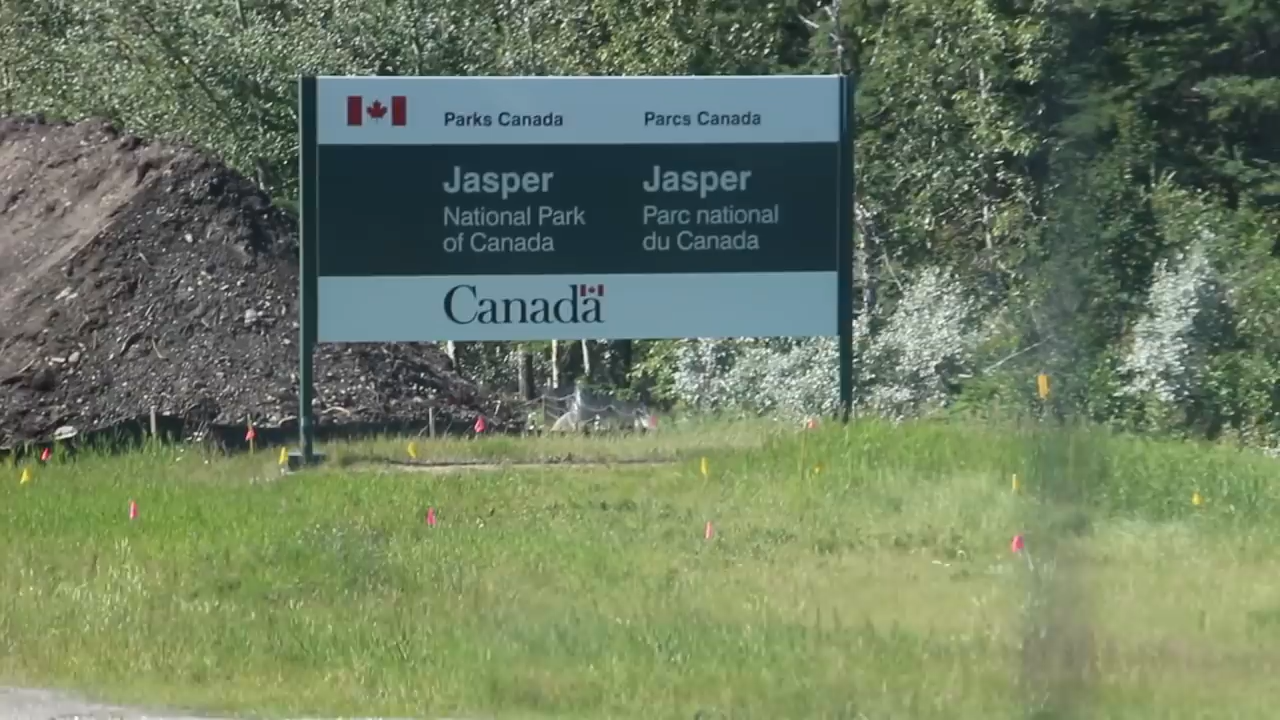 Parks Canada
Parcs Canada
Jasper
National Park
of Canada
Jasper
Parc national
du Canada
Canada